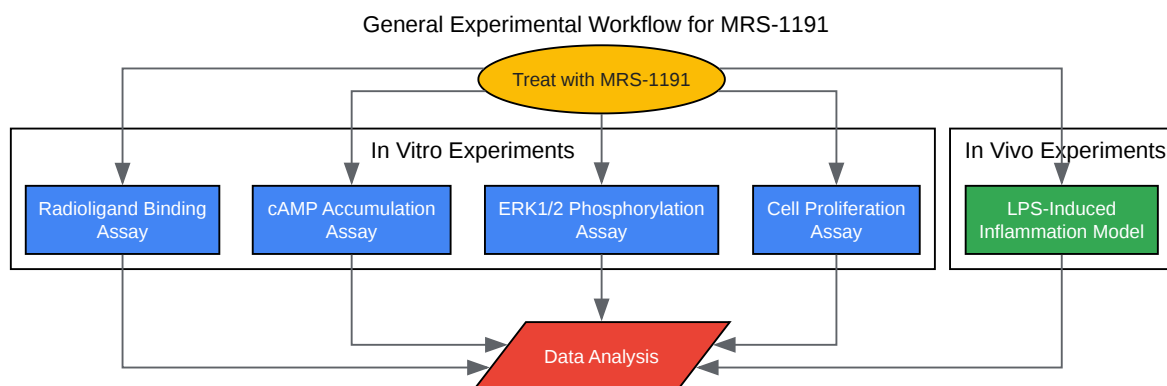 General Experimental Workflow for MRS-1191
Treat with MRS-1191
In Vitro Experiments
In Vivo Experiments
Radioligand Binding
Assay
cAMP Accumulation
Assay
ERK1/2 Phosphorylation
Assay
Cell Proliferation
Assay
LPS-Induced
Inflammation Model
Data Analysis